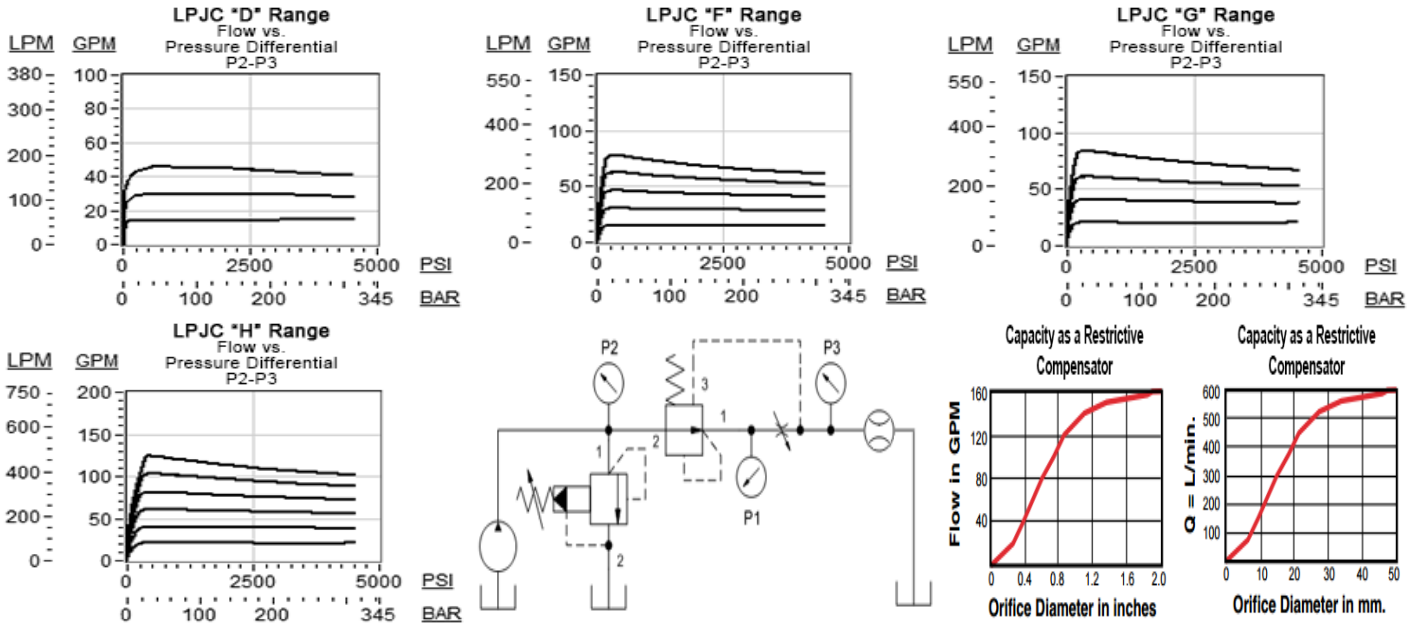 LPJC "D" Range
Flow vs.
Pressure Differential
P2-P3
LPM GPM
380 100
300 80
60
200 40
100 20
0 0
0 2500 5000 PSI
0 100 200 345 BAR
LPJC "F" Range
Flow vs.
Pressure Differential
P2-P3
LPM GPM
550 150
400 100
200 50
0 0
0 2500 5000 PSI
0 100 200 345 BAR
LPJC "G" Range
Flow vs.
Pressure Differential
P2-P3
LPM GPM
550 150
400 100
200 50
0 0
0 2500 5000 PSI
0 100 200 345 BAR
LPJC "H" Range
Flow vs.
Pressure Differential
P2-P3
LPM GPM
750 200
600 150
400 100
200 50
0 0
0 2500 5000 PSI
0 100 200 345 BAR
P2
3
P3
1
1
2
P1
2
Capacity as a Restrictive
Compensator
Flow in GPM
160
120
80
40
0 0.4 0.8 1.2 1.6 2.0
Orifice Diameter in inches
Capacity as a Restrictive
Compensator
Q = L/min.
600
500
400
300
200
100
0 10 20 30 40 50
Orifice Diameter in mm.